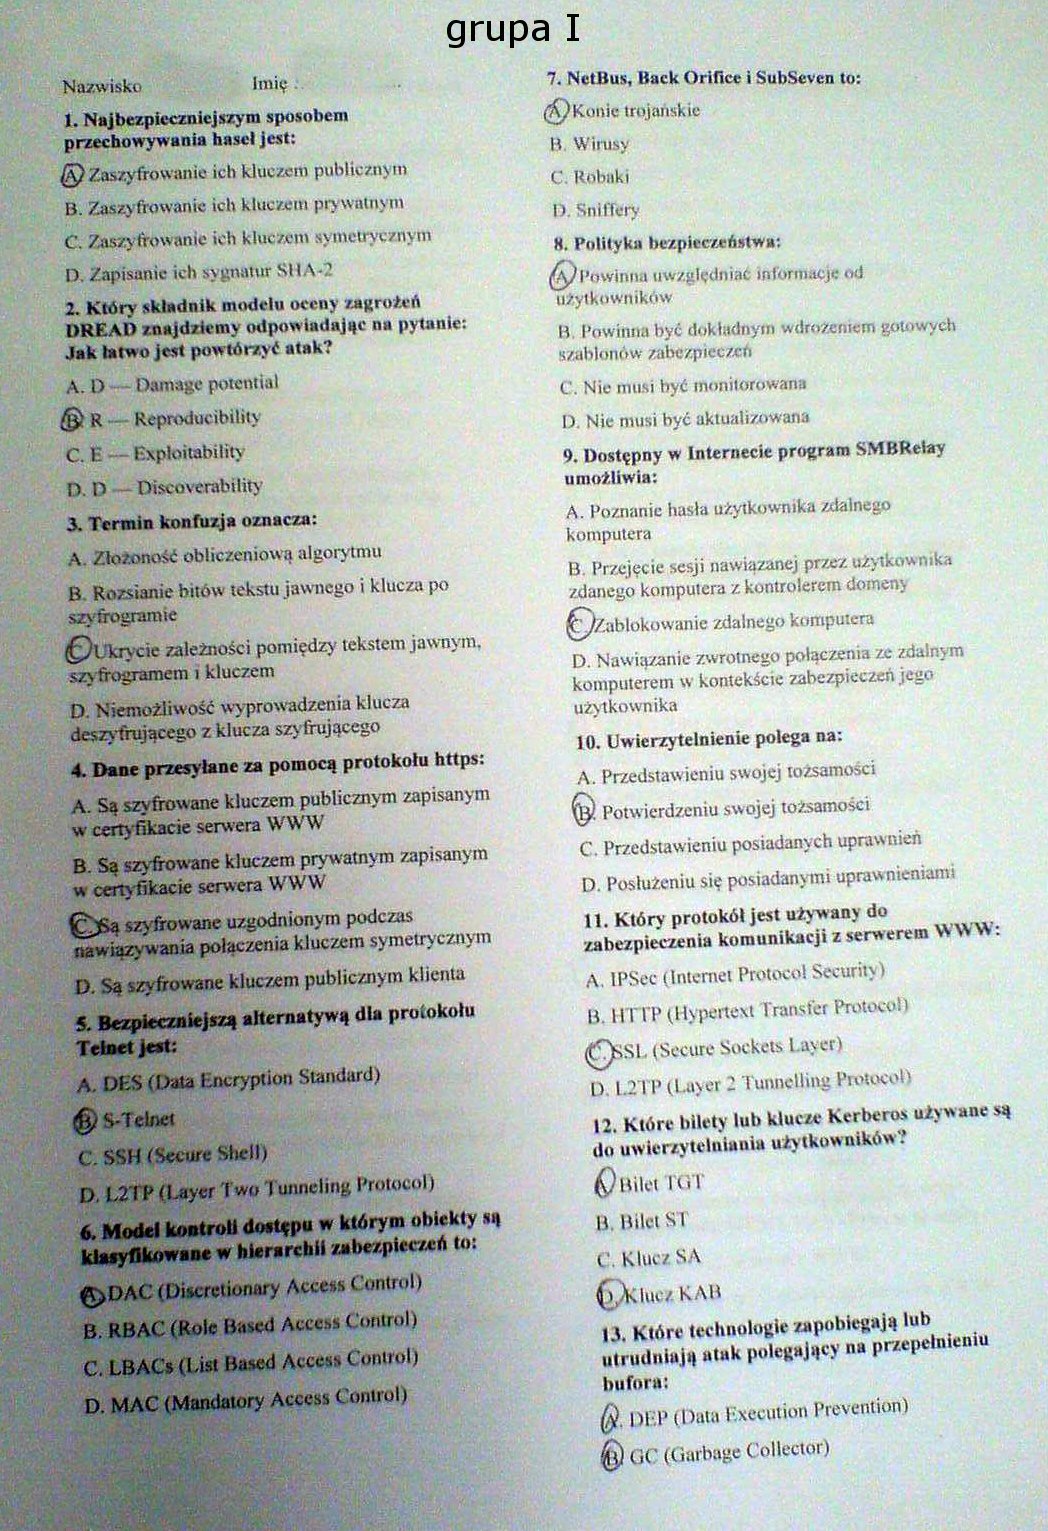 grupa I
Nazwisko Imię
1. Najbezpieczniejszym sposobem
przechowywania haseł jest:
A. Zaszyfrowanie ich kluczem publicznym
B. Zaszyfrowanie ich kluczem prywatnym
C. Zaszyfrowanie ich kluczem symetrycznym
D. Zapisanie ich sygnatur SHA-2
2. Który składnik modelu oceny zagrożeń
DREAD znajdziemy odpowiadając na pytanie:
Jak łatwo jest powtórzyć atak?
A. D — Damage potential
B. R — Reproducibility
C. E — Exploitability
D. D — Discoverability
3. Termin konfuzja oznacza:
A. Złożoność obliczeniową algorytmu
B. Rozsianie bitów tekstu jawnego i klucza po
szyfrogramie
C. Ukrycie zależności pomiędzy tekstem jawnym,
szyfrogramem i kluczem
D. Niemożliwość wyprowadzenia klucza
deszyfrującego z klucza szyfrującego
4. Dane przesyłane za pomocą protokołu https:
A. Są szyfrowane kluczem publicznym zapisanym
w certyfikacie serwera WWW
B. Są szyfrowane kluczem prywatnym zapisanym
w certyfikacie serwera WWW
C. Są szyfrowane uzgodnionym podczas
nawiązywania połączenia kluczem symetrycznym
D. Są szyfrowane kluczem publicznym klienta
5. Bezpieczniejszą alternatywą dla protokołu
Telnet jest:
A. DES (Data Encryption Standard)
B. S-Telnet
C. SSH (Secure Shell)
D. L2TP (Layer Two Tunneling Protocol)
6. Model kontroli dostępu w którym obiekty są
klasyfikowane w hierarchii zabezpieczeń to:
A. DAC (Discretionary Access Control)
B. RBAC (Role Based Access Control)
C. LBACs (List Based Access Control)
D. MAC (Mandatory Access Control)
7. NetBus, Back Orifice i SubSeven to:
A. Konie trojańskie
B. Wirusy
C. Robaki
D. Sniffery
8. Polityka bezpieczeństwa:
A. Powinna uwzględniać informacje od
użytkowników
B. Powinna być dokładnym wdrożeniem gotowych
szablonów zabezpieczeń
C. Nie musi być monitorowana
D. Nie musi być aktualizowana
9. Dostępny w Internecie program SMBRelay
umożliwia:
A. Poznanie hasła użytkownika zdalnego
komputera
B. Przejęcie sesji nawiązanej przez użytkownika
zdanego komputera z kontrolerem domeny
C. Zablokowanie zdalnego komputera
D. Nawiązanie zwrotnego połączenia ze zdalnym
komputerem w kontekście zabezpieczeń jego
użytkownika
10. Uwierzytelnienie polega na:
A. Przedstawieniu swojej tożsamości
B. Potwierdzeniu swojej tożsamości
C. Przedstawieniu posiadanych uprawnień
D. Posłużeniu się posiadanymi uprawnieniami
11. Który protokół jest używany do
zabezpieczenia komunikacji z serwerem WWW:
A. IPSec (Internet Protocol Security)
B. HTTP (Hypertext Transfer Protocol)
C. SSL (Secure Sockets Layer)
D. L2TP (Layer 2 Tunnelling Protocol)
12. Które bilety lub klucze Kerberos używane są
do uwierzytelniania użytkowników?
A. Bilet TGT
B. Bilet ST
C. Klucz SA
D. Klucz KAB
13. Które technologie zapobiegają lub
utrudniają atak polegający na przepełnieniu
bufora:
A. DEP (Data Execution Prevention)
B. GC (Garbage Collector)